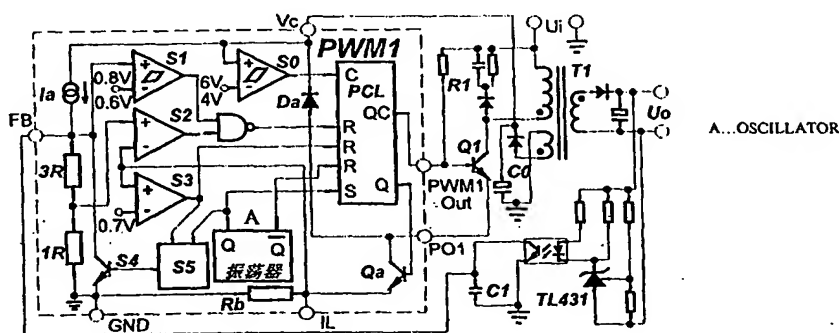 Vc
Ui
PWM1
S1
S0
T1
Ia
0.8V
0.6V
6V
4V
Da
C
PCL
R1
FB
S2
QC
Uo
A...OSCILLATOR
R
R
R
3R
S3
Q1
C0
PWM1
Out
Q
S
0.7V
A
PO1
1R
S4
S5
Q
Q̅
振荡器
Qa
Rb
C1
TL431
GND
IL